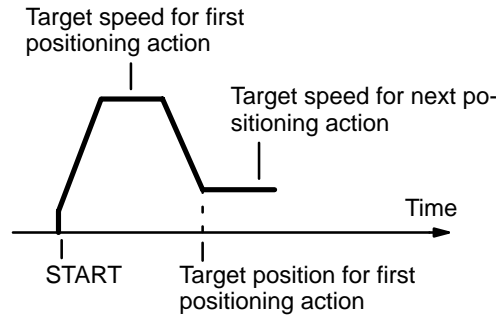 Target speed for first
positioning action
Target speed for next po-
sitioning action
Time
START
Target position for first
positioning action